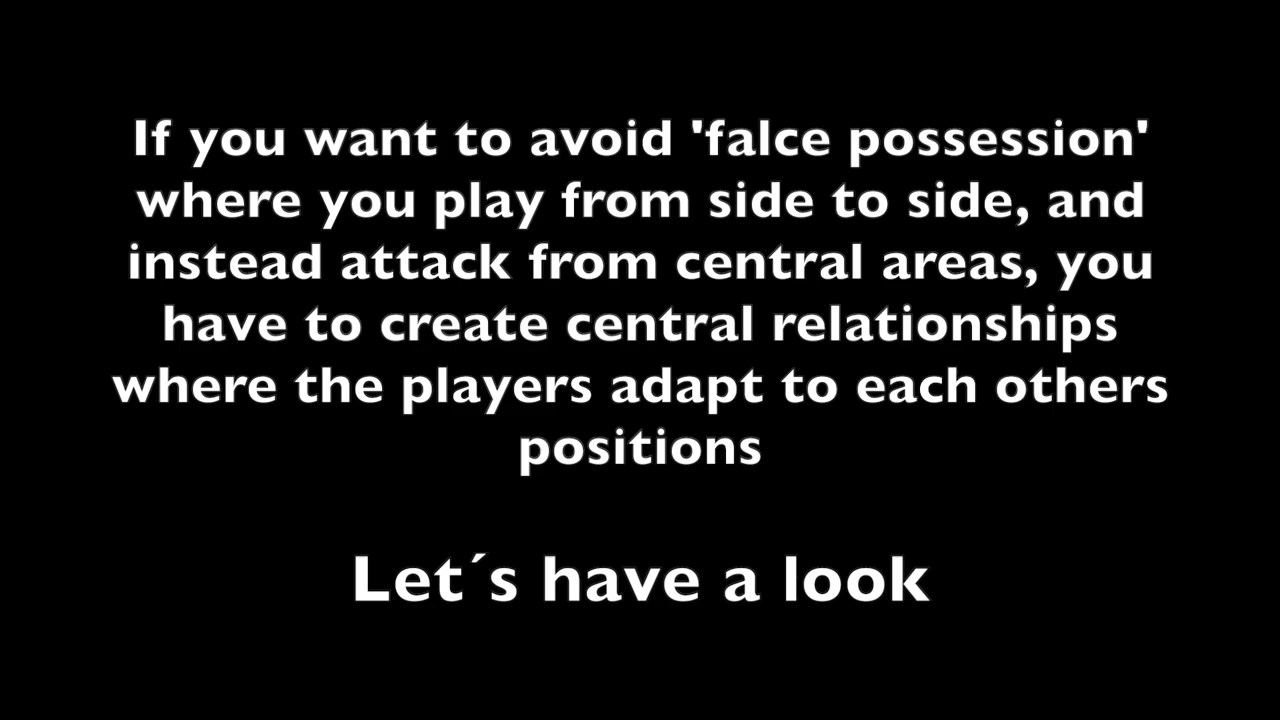 If you want to avoid 'falce possession'
where you play from side to side, and
instead attack from central areas, you
have to create central relationships
where the players adapt to each others
positions
Let´s have a look